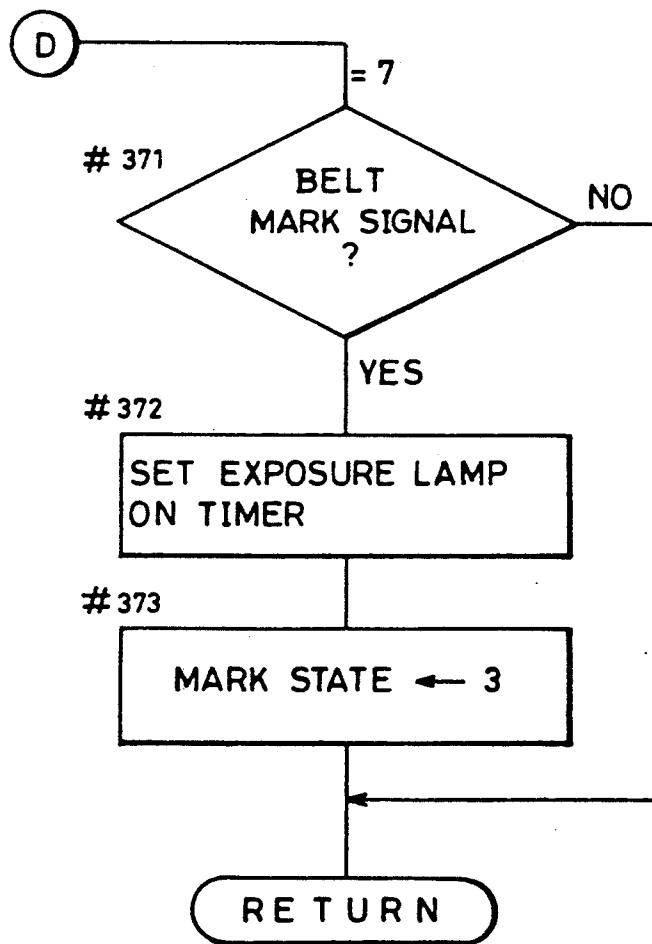 D
= 7
# 371
BELT
MARK SIGNAL
?
NO
YES
# 372
SET EXPOSURE LAMP
ON TIMER
# 373
MARK STATE ← 3
RETURN